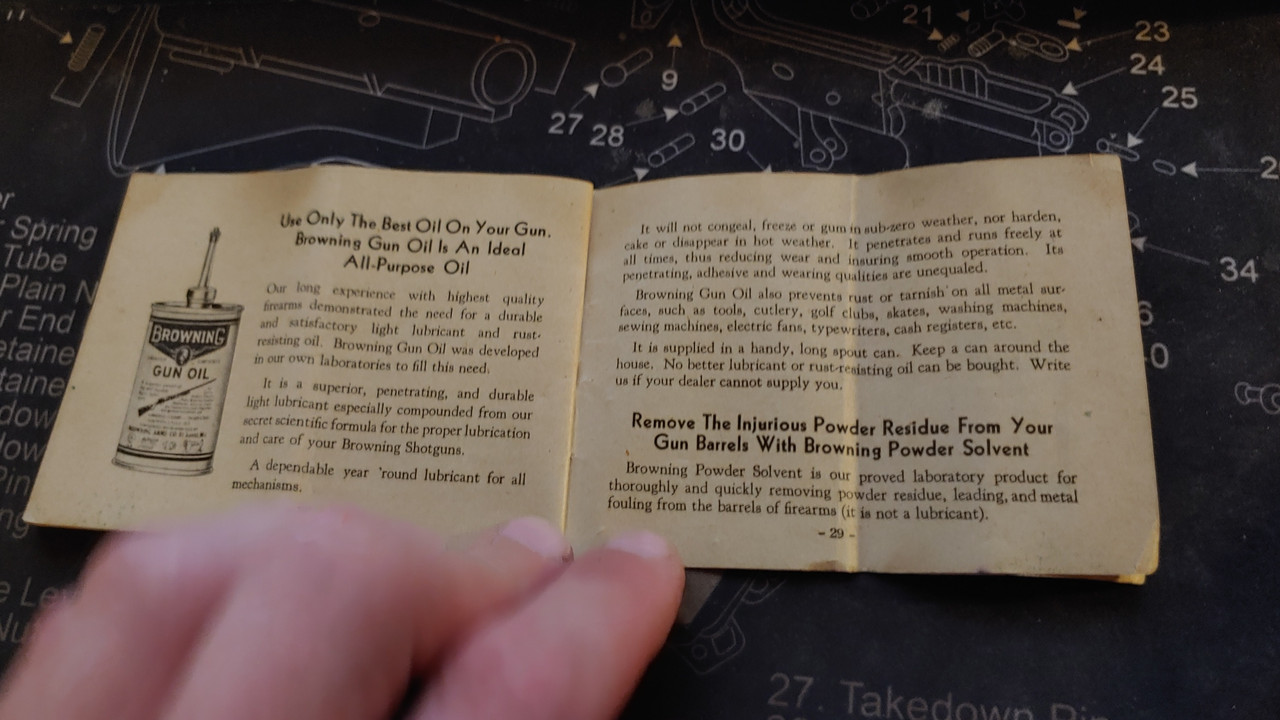 11
21
23
24
9
25
27
28
30
34
Spring
Tube
Plain N
r End
etaine
taine
dow
Pin
27. Takedown Pin
BROWNING
GUN OIL
Use Only The Best Oil On Your Gun.
Browning Gun Oil Is An Ideal
All-Purpose Oil
Our long experience with highest quality
firearms demonstrated the need for a durable
and satisfactory light lubricant and rust-
resisting oil. Browning Gun Oil was developed
in our own laboratories to fill this need.
It is a superior, penetrating, and durable
light lubricant especially compounded from our
secret scientific formula for the proper lubrication
and care of your Browning Shotguns.
A dependable year 'round lubricant for all
mechanisms.
It will not congeal, freeze or gum in sub-zero weather, nor harden,
cake or disappear in hot weather. It penetrates and runs freely at
all times, thus reducing wear and insuring smooth operation. Its
penetrating, adhesive and wearing qualities are unequaled.
Browning Gun Oil also prevents rust or tarnish on all metal sur-
faces, such as tools, cutlery, golf clubs, skates, washing machines,
sewing machines, electric fans, typewriters, cash registers, etc.
It is supplied in a handy, long spout can. Keep a can around the
house. No better lubricant or rust-resisting oil can be bought. Write
us if your dealer cannot supply you.
Remove The Injurious Powder Residue From Your
Gun Barrels With Browning Powder Solvent
Browning Powder Solvent is our proved laboratory product for
thoroughly and quickly removing powder residue, leading, and metal
fouling from the barrels of firearms (it is not a lubricant).
- 29 -